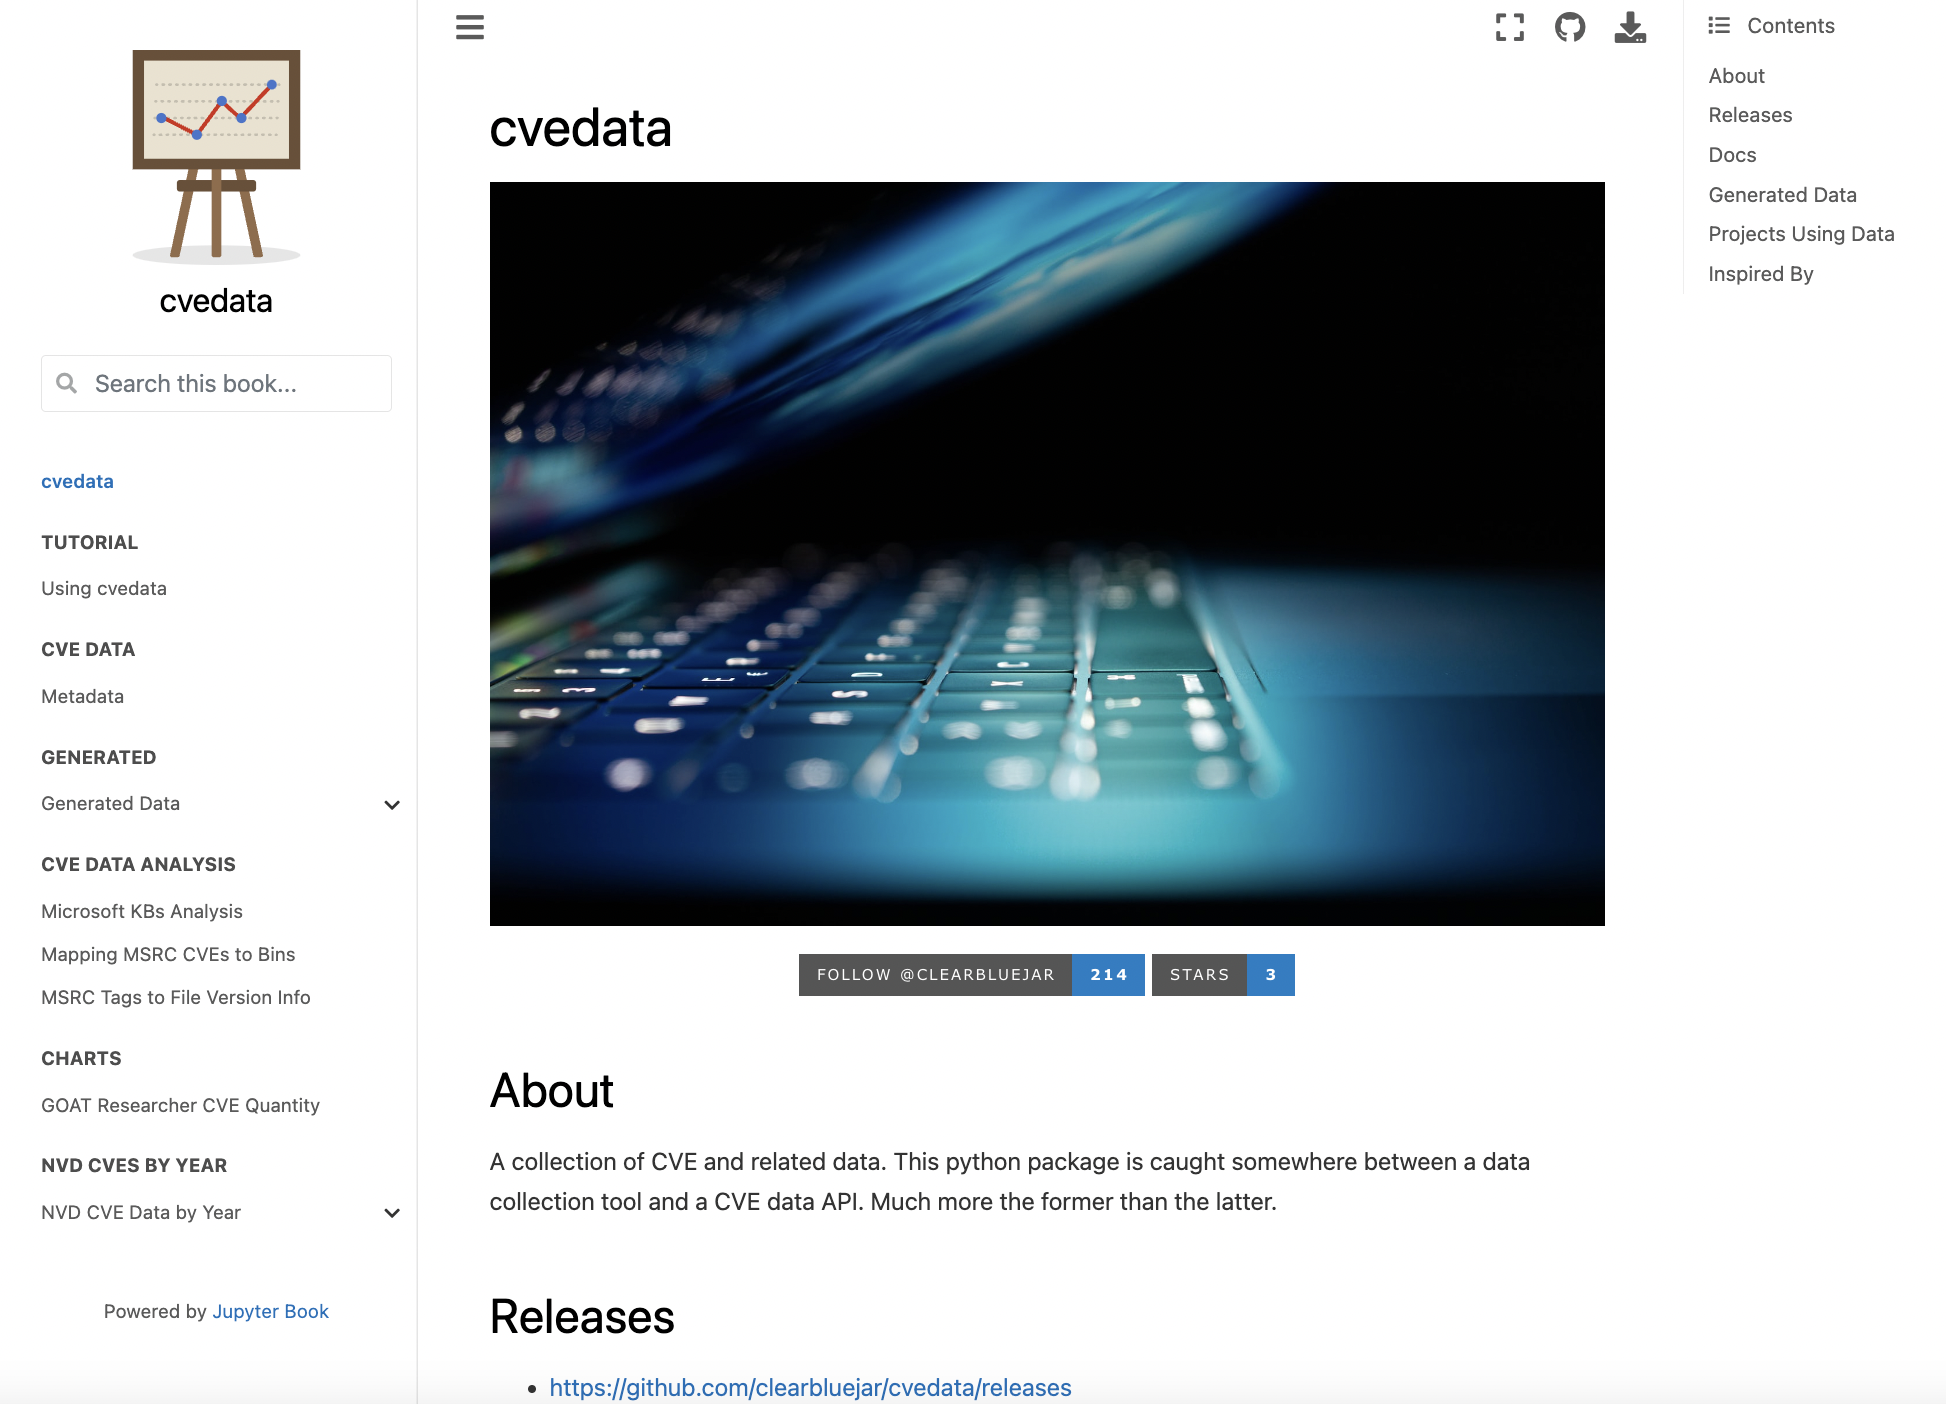 cvedata
Search this book...
cvedata
TUTORIAL
Using cvedata
CVE DATA
Metadata
GENERATED
Generated Data
CVE DATA ANALYSIS
Microsoft KBs Analysis
Mapping MSRC CVEs to Bins
MSRC Tags to File Version Info
CHARTS
GOAT Researcher CVE Quantity
NVD CVES BY YEAR
NVD CVE Data by Year
Powered by Jupyter Book
cvedata
FOLLOW @CLEARBLUEJAR 214 STARS 3
About
A collection of CVE and related data. This python package is caught somewhere between a data
collection tool and a CVE data API. Much more the former than the latter.
Releases
https://github.com/clearbluejar/cvedata/releases
Contents
About
Releases
Docs
Generated Data
Projects Using Data
Inspired By